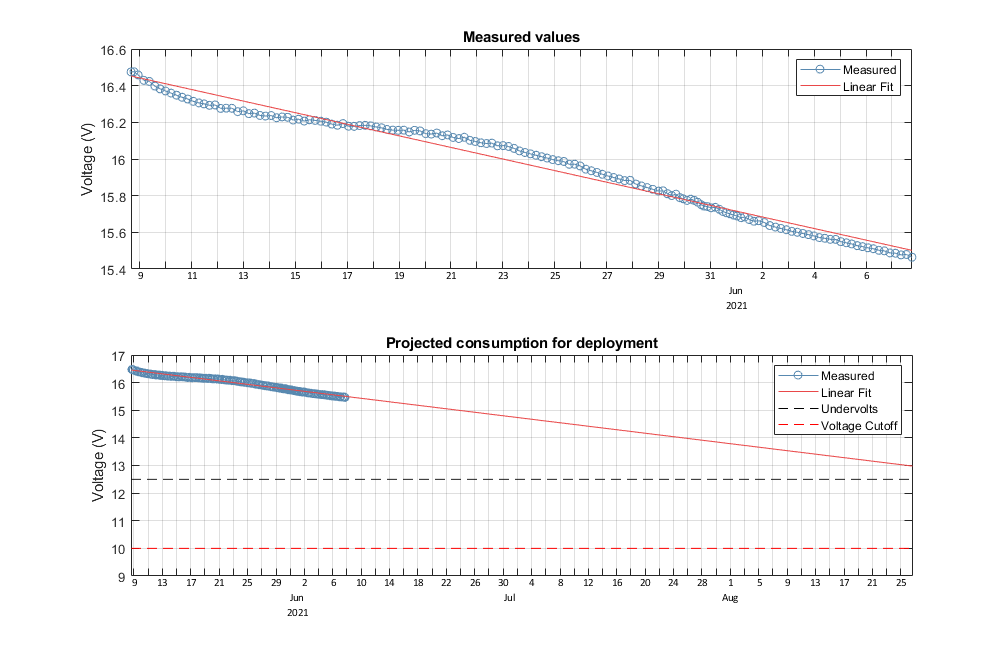 Measured values
Voltage (V)
16.6
16.4
16.2
16
15.8
15.6
15.4
Measured
Linear Fit
9 11 13 15 17 19 21 23 25 27 29 31 2 4 6
Jun
2021
Projected consumption for deployment
Voltage (V)
17
16
15
14
13
12
11
10
9
Measured
Linear Fit
Undervolts
Voltage Cutoff
9 13 17 21 25 29 2 6 10 14 18 22 26 30 4 8 12 16 20 24 28 1 5 9 13 17 21 25
Jun Jul Aug
2021